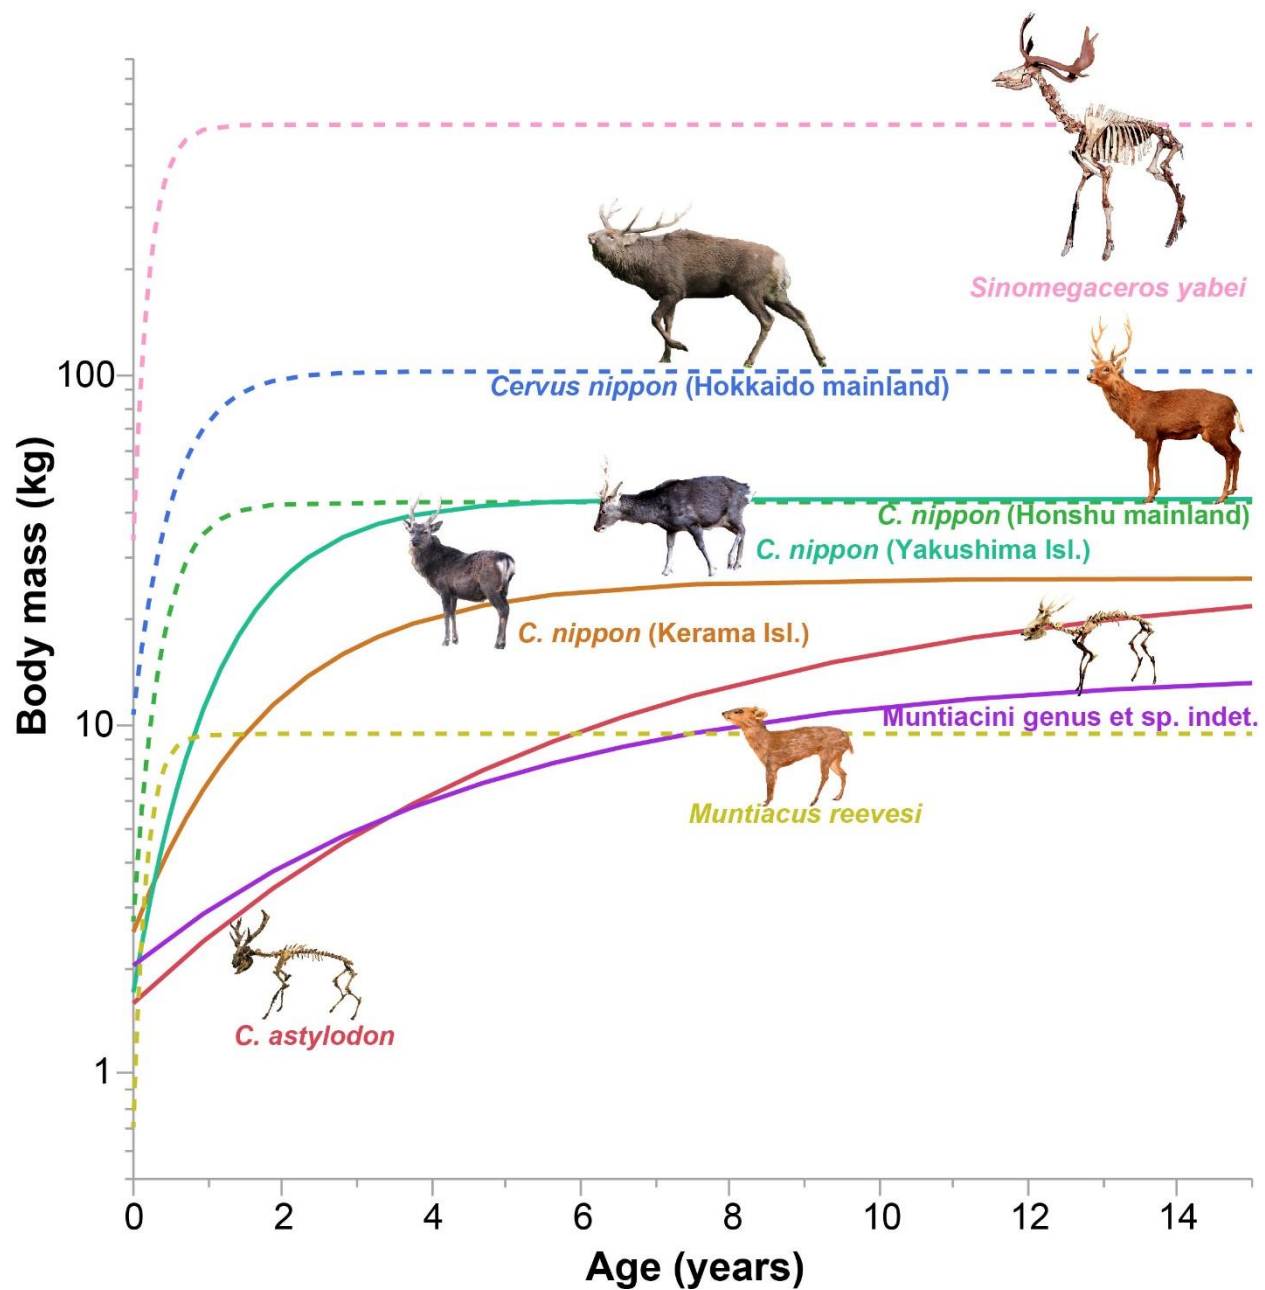 Sinomegaceros yabei
100
Cervus nippon (Hokkaido mainland)
C. nippon (Honshu mainland)
C. nippon (Yakushima Isl.)
C. nippon (Kerama Isl.)
10
Muntiacini genus et sp. indet.
Muntiacus reevesi
C. astylodon
1
Body mass (kg)
0 2 4 6 8 10 12 14
Age (years)